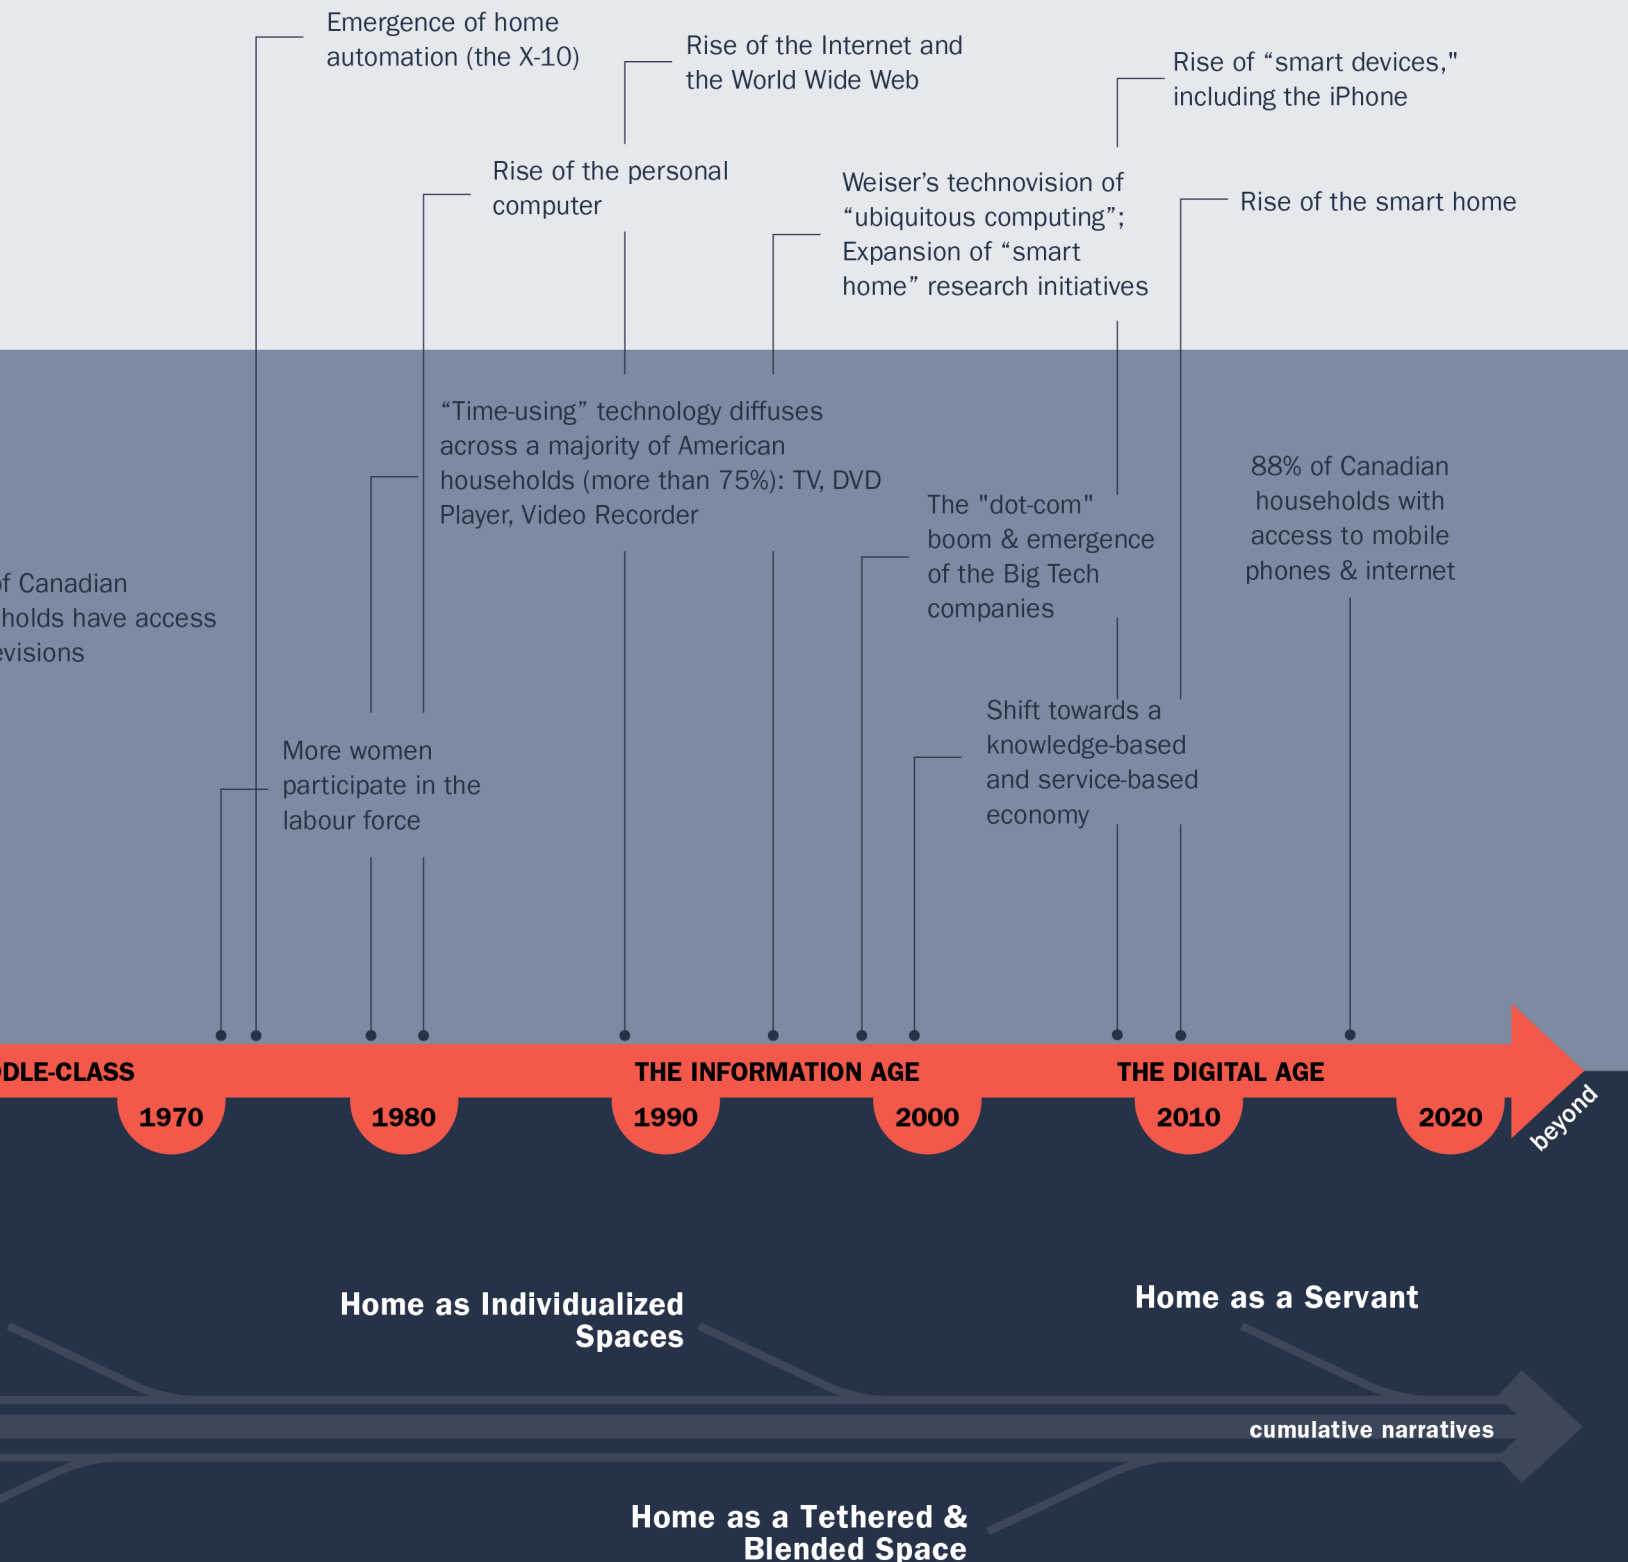 Emergence of home
automation (the X-10)
Rise of the Internet and
the World Wide Web
Rise of “smart devices,"
including the iPhone
Rise of the personal
computer
Weiser’s technovision of
“ubiquitous computing”;
Expansion of “smart
home” research initiatives
Rise of the smart home
“Time-using” technology diffuses
across a majority of American
households (more than 75%): TV, DVD
Player, Video Recorder
88% of Canadian
households with
access to mobile
phones & internet
The "dot-com"
boom & emergence
of the Big Tech
companies
of Canadian
holds have access
evisions
Shift towards a
knowledge-based
and service-based
economy
More women
participate in the
labour force
DDLE-CLASS
THE INFORMATION AGE
THE DIGITAL AGE
1970
1980
1990
2000
2010
2020
beyond
Home as Individualized
Spaces
Home as a Servant
cumulative narratives
Home as a Tethered &
Blended Space